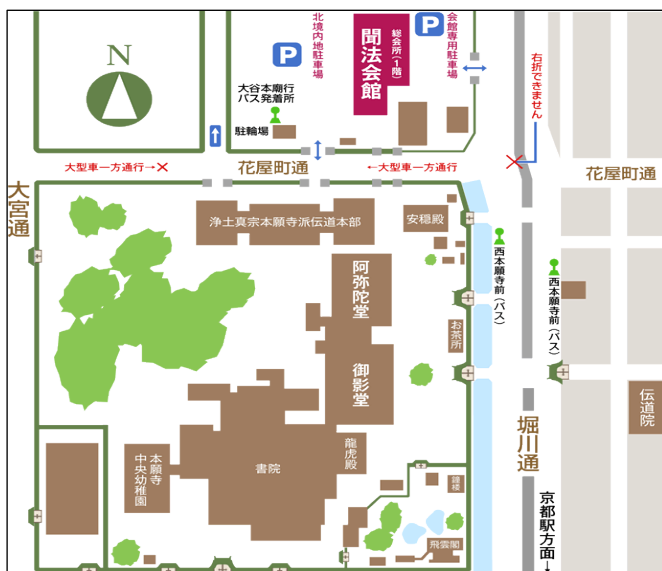 N
P
北境内地駐車場
総会所(1階)
聞法会館
P
会館専用駐車場
右折できません
大谷本廟行
バス発着所
駐輪場
大型車一方通行→
花屋町通
←大型車一方通行
花屋町通
大宮通
浄土真宗本願寺派伝道本部
安穏殿
西本願寺前(バス)
西本願寺前(バス)
阿弥陀堂
お茶所
御影堂
伝道院
堀川通
龍虎殿
書院
本願寺
中央幼稚園
鐘楼
飛雲閣
京都駅方面→